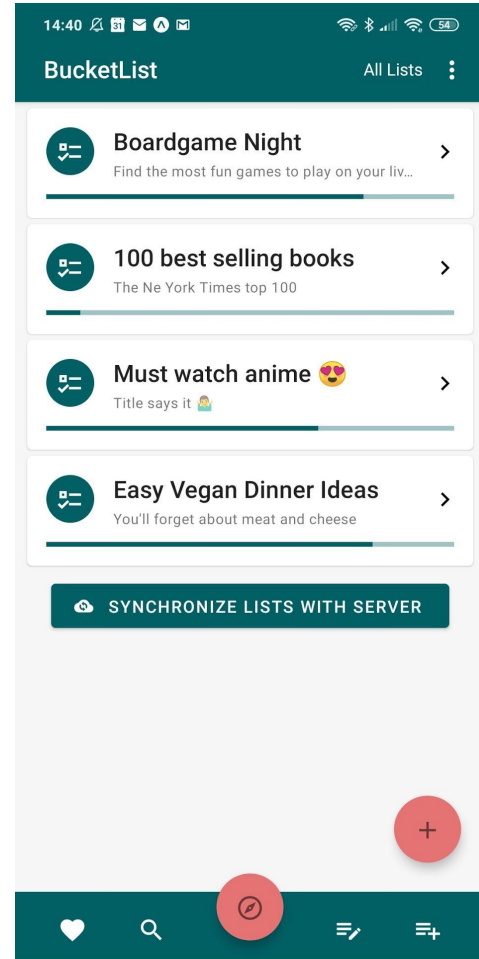 14:40 31 54
BucketList All Lists
Boardgame Night
Find the most fun games to play on your liv...
100 best selling books
The Ne York Times top 100
Must watch anime 😍
Title says it 🤷
Easy Vegan Dinner Ideas
You'll forget about meat and cheese
SYNCHRONIZE LISTS WITH SERVER